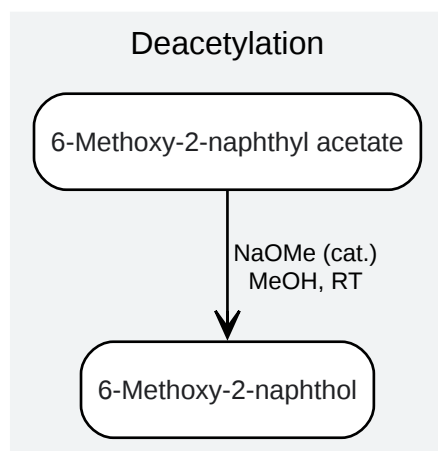 Deacetylation
6-Methoxy-2-naphthyl acetate
NaOMe (cat.)
MeOH, RT
6-Methoxy-2-naphthol